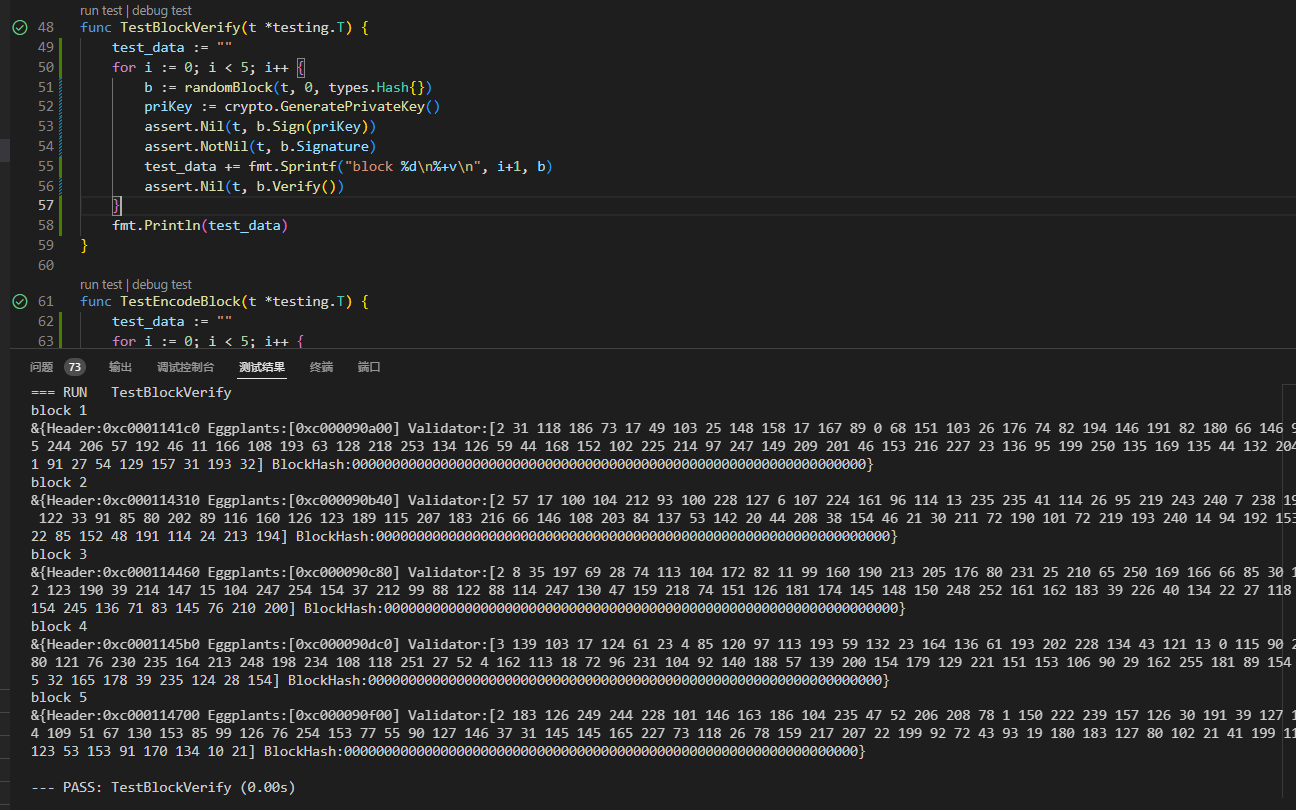 run test | debug test
48 func TestBlockVerify(t *testing.T) {
49 test_data := ""
50 for i := 0; i < 5; i++ {
51 b := randomBlock(t, 0, types.Hash{})
52 priKey := crypto.GeneratePrivateKey()
53 assert.Nil(t, b.Sign(priKey))
54 assert.NotNil(t, b.Signature)
55 test_data += fmt.Sprintf("block %d\n%+v\n", i+1, b)
56 assert.Nil(t, b.Verify())
57 }
58 fmt.Println(test_data)
59 }
60
run test | debug test
61 func TestEncodeBlock(t *testing.T) {
62 test_data := ""
63 for i := 0; i < 5; i++ {
问题 73 输出 调试控制台 测试结果 终端 端口
=== RUN TestBlockVerify
block 1
&{Header:0xc0001141c0 Eggplants:[0xc000090a00] Validator:[2 31 118 186 73 17 49 103 25 148 158 17 167 89 0 68 151 103 26 176 74 82 194 146 191 82 180 66 146
5 244 206 57 192 46 11 166 108 193 63 128 218 253 134 126 59 44 168 152 102 225 214 97 247 149 209 201 46 153 216 227 23 136 95 199 250 135 169 135 44 132 204
1 91 27 54 129 157 31 193 32] BlockHash:0000000000000000000000000000000000000000000000000000000000000000}
block 2
&{Header:0xc000114310 Eggplants:[0xc000090b40] Validator:[2 57 17 100 104 212 93 100 228 127 6 107 224 161 96 114 13 235 235 41 114 26 95 219 243 240 7 238
122 33 91 85 80 202 89 116 160 126 123 189 115 207 183 216 66 146 108 203 84 137 53 142 20 44 208 38 154 46 21 30 211 72 190 101 72 219 193 240 14 94 192 153
22 85 152 48 191 114 24 213 194] BlockHash:0000000000000000000000000000000000000000000000000000000000000000}
block 3
&{Header:0xc000114460 Eggplants:[0xc000090c80] Validator:[2 8 35 197 69 28 74 113 104 172 82 11 99 160 190 213 205 176 80 231 25 210 65 250 169 166 66 85 30
2 123 190 39 214 147 15 104 247 254 154 37 212 99 88 122 88 114 247 130 47 159 218 74 151 126 181 174 145 148 150 248 252 161 162 183 39 226 40 134 22 27 118
154 245 136 71 83 145 76 210 200] BlockHash:0000000000000000000000000000000000000000000000000000000000000000}
block 4
&{Header:0xc0001145b0 Eggplants:[0xc000090dc0] Validator:[3 139 103 17 124 61 23 4 85 120 97 113 193 59 132 23 164 136 61 193 202 228 134 43 121 13 0 115 90
80 121 76 230 235 164 213 248 198 234 108 118 251 27 52 4 162 113 18 72 96 231 104 92 140 188 57 139 200 154 179 129 221 151 153 106 90 29 162 255 181 89 154
5 32 165 178 39 235 124 28 154] BlockHash:0000000000000000000000000000000000000000000000000000000000000000}
block 5
&{Header:0xc000114700 Eggplants:[0xc000090f00] Validator:[2 183 126 249 244 228 101 146 163 186 104 235 47 52 206 208 78 1 150 222 239 157 126 30 191 39 127
4 109 51 67 130 153 85 99 126 76 254 153 77 55 90 127 146 37 31 145 145 165 227 73 118 26 78 159 217 207 22 199 92 72 43 93 19 180 183 127 80 102 21 41 199
123 53 153 91 170 134 10 21] BlockHash:0000000000000000000000000000000000000000000000000000000000000000}
--- PASS: TestBlockVerify (0.00s)